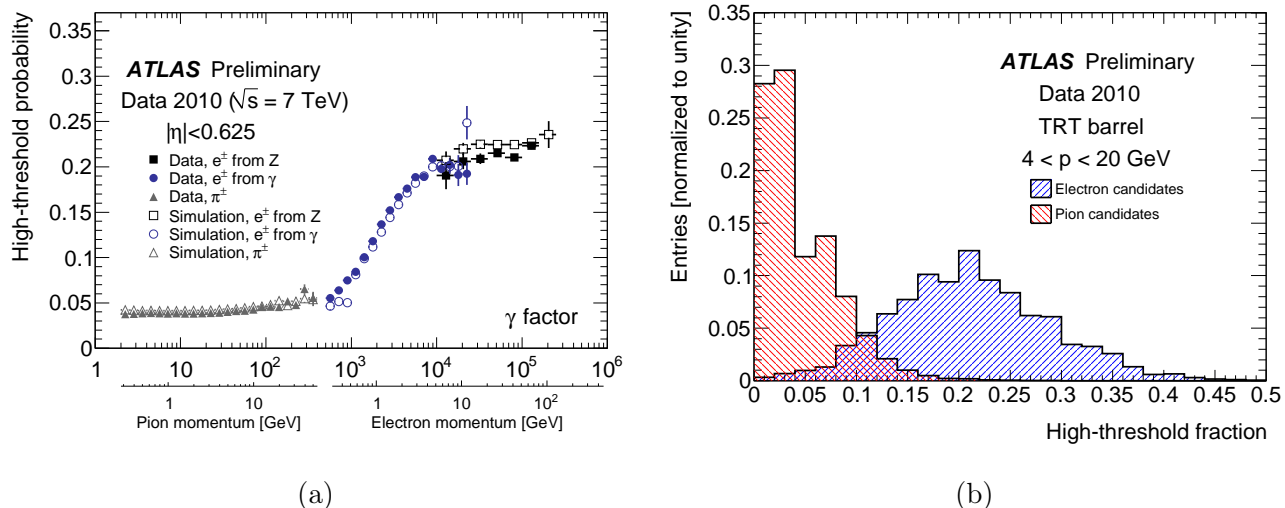 High-threshold probability
0.35
0.3
0.25
0.2
0.15
0.1
0.05
0
ATLAS Preliminary
Data 2010 (√s = 7 TeV)
|η|<0.625
Data, e± from Z
Data, e± from γ
Data, π±
Simulation, e± from Z
Simulation, e± from γ
Simulation, π±
γ factor
1 10 10² 10³ 10⁴ 10⁵ 10⁶
1 10 1 10 10²
Pion momentum [GeV] Electron momentum [GeV]
(a)
Entries [normalized to unity]
0.35
0.3
0.25
0.2
0.15
0.1
0.05
0
ATLAS Preliminary
Data 2010
TRT barrel
4 < p < 20 GeV
Electron candidates
Pion candidates
0 0.05 0.1 0.15 0.2 0.25 0.3 0.35 0.4 0.45 0.5
High-threshold fraction
(b)